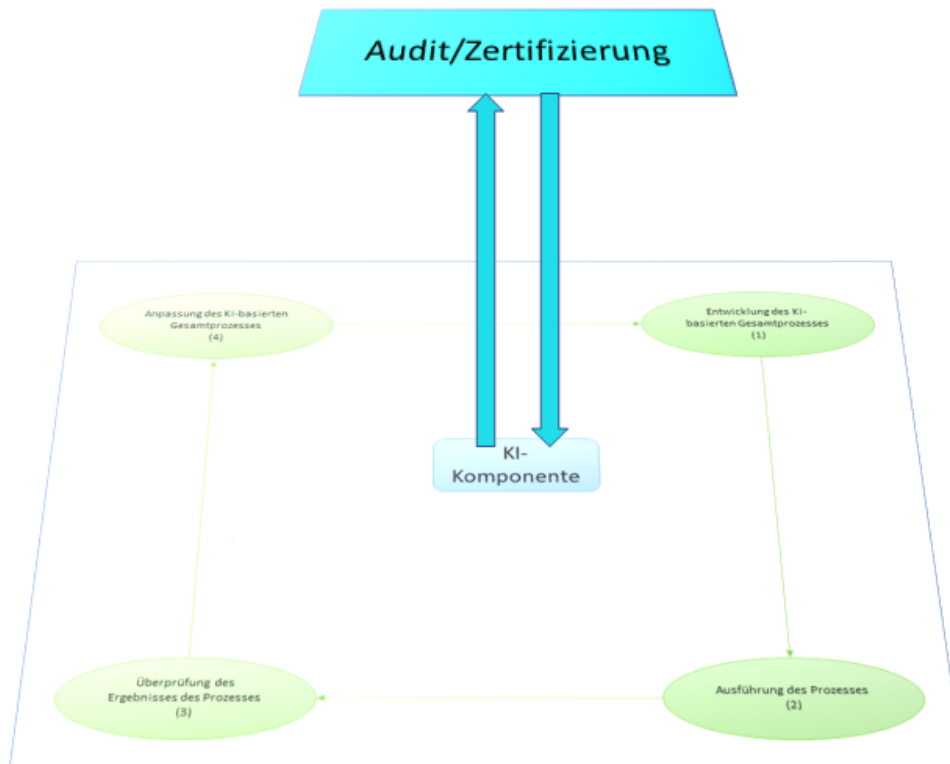 Audit/Zertifizierung
Anpassung des KI-basierten
Gesamtprozesses
(4)
Entwicklung des KI-
basierten Gesamtprozesses
(1)
KI-
Komponente
Überprüfung des
Ergebnisses des Prozesses
(3)
Ausführung des Prozesses
(2)